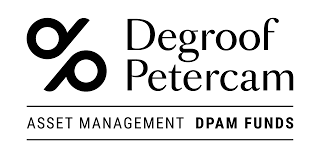 Degroof
Petercam
ASSET MANAGEMENT DPAM FUNDS